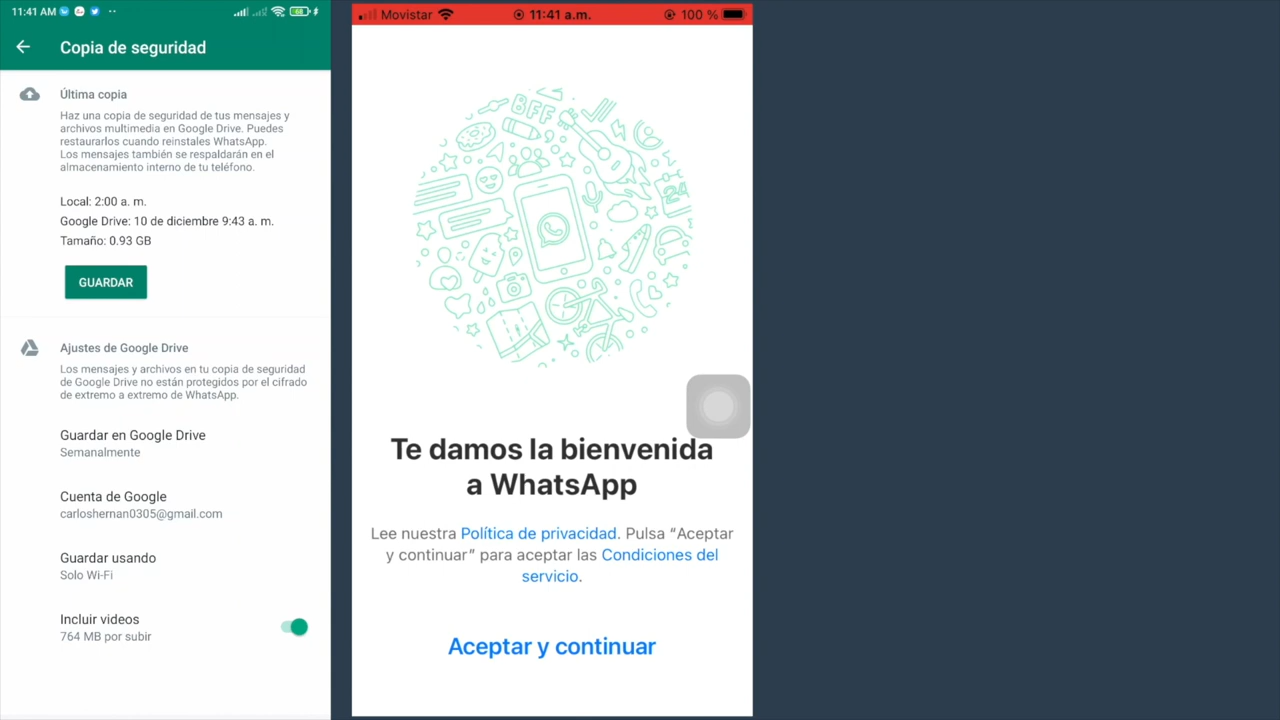 11:41 AM
68
Copia de seguridad
Última copia
Haz una copia de seguridad de tus mensajes y
archivos multimedia en Google Drive. Puedes
restaurarlos cuando reinstales WhatsApp.
Los mensajes también se respaldarán en el
almacenamiento interno de tu teléfono.
Local: 2:00 a. m.
Google Drive: 10 de diciembre 9:43 a. m.
Tamaño: 0.93 GB
GUARDAR
Ajustes de Google Drive
Los mensajes y archivos en tu copia de seguridad
de Google Drive no están protegidos por el cifrado
de extremo a extremo de WhatsApp.
Guardar en Google Drive
Semanalmente
Cuenta de Google
carloshernan0305@gmail.com
Guardar usando
Solo Wi-Fi
Incluir videos
764 MB por subir
Movistar 11:41 a.m. 100 %
BFF
24
Te damos la bienvenida
a WhatsApp
Lee nuestra Política de privacidad. Pulsa “Aceptar
y continuar” para aceptar las Condiciones del
servicio.
Aceptar y continuar